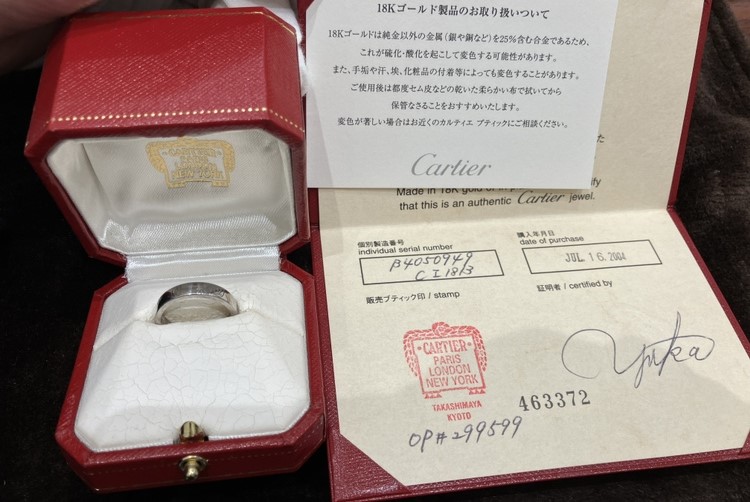 CARTIER
PARIS
LONDON
NEW YORK
18Kゴールド製品のお取り扱いついて
18Kゴールドは純金以外の金属(銀や銅など)を25%含む合金であるため、
これが硫化・酸化を起こして変色する可能性があります。
また、手垢や汗、埃、化粧品の付着等によっても変色することがあります。
ご使用後は都度セム皮などの乾いた柔らかい布で拭いてから
保管なさることをおすすめいたします。
変色が著しい場合はお近くのカルティエ ブティックにご相談ください。
Cartier
Made in 18K gold or
that this is an authentic Cartier jewel.
個別製造番号
individual serial number
B4050949
CI1813
購入年月日
date of purchase
JUL 16.2004
販売ブティック印 / stamp
証明者 / certified by
CARTIER
PARIS
LONDON
NEW YORK
TAKASHIMAYA
KYOTO
Yuka
463372
OP#299599